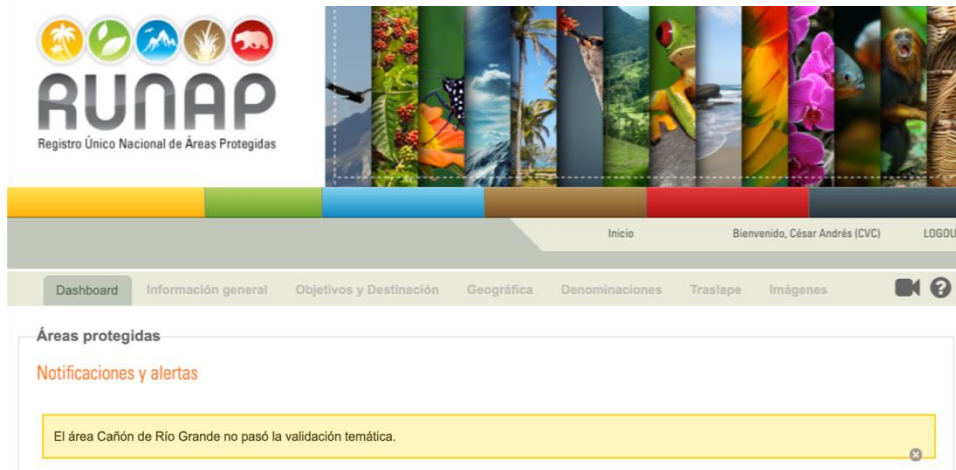 RUNAP
Registro Único Nacional de Áreas Protegidas
Inicio Bienvenido, César Andrés (CVC) LOGOU
Dashboard Información general Objetivos y Destinación Geográfica Denominaciones Traslape Imágenes
Áreas protegidas
Notificaciones y alertas
El área Cañón de Río Grande no pasó la validación temática.